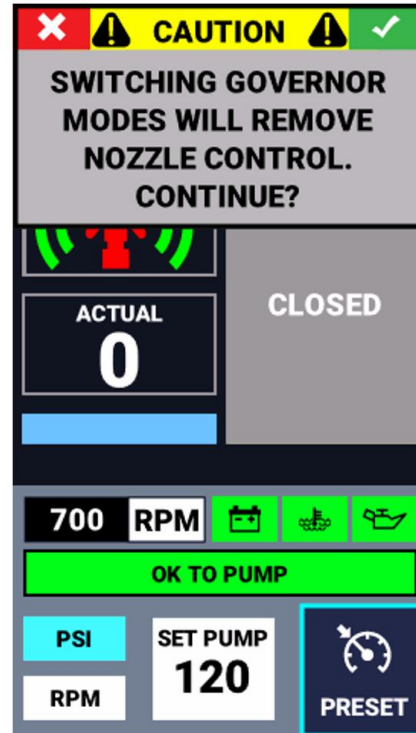 CAUTION
SWITCHING GOVERNOR
MODES WILL REMOVE
NOZZLE CONTROL.
CONTINUE?
ACTUAL
0
CLOSED
700 RPM
OK TO PUMP
PSI
RPM
SET PUMP
120
PRESET